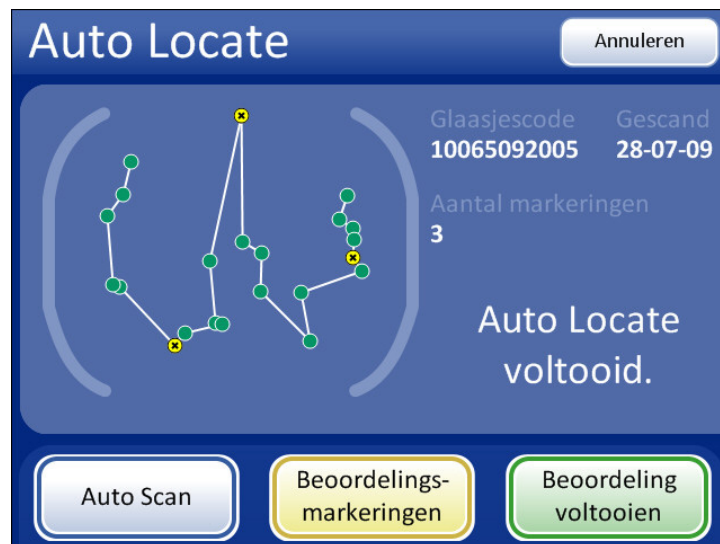 Auto Locate
Annuleren
Glaasjescode
Gescand
10065092005
28-07-09
Aantal markeringen
3
Auto Locate
voltooid.
Auto Scan
Beoordelings-
markeringen
Beoordeling
voltooien